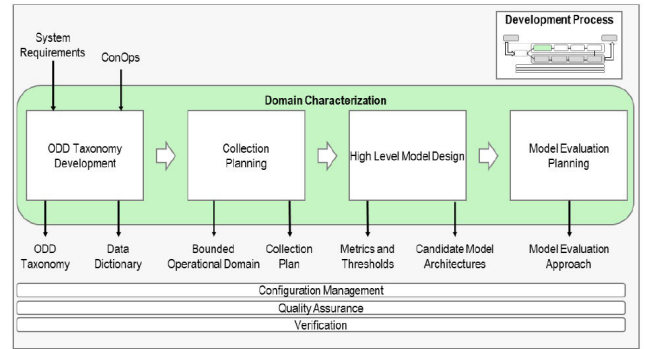 Development Process
System
Requirements
ConOps
Domain Characterization
ODD Taxonomy
Development
Collection
Planning
High Level Model Design
Model Evaluation
Planning
ODD
Taxonomy
Data
Dictionary
Bounded
Operational Domain
Collection
Plan
Metrics and
Thresholds
Candidate Model
Architectures
Model Evaluation
Approach
Configuration Management
Quality Assurance
Verification